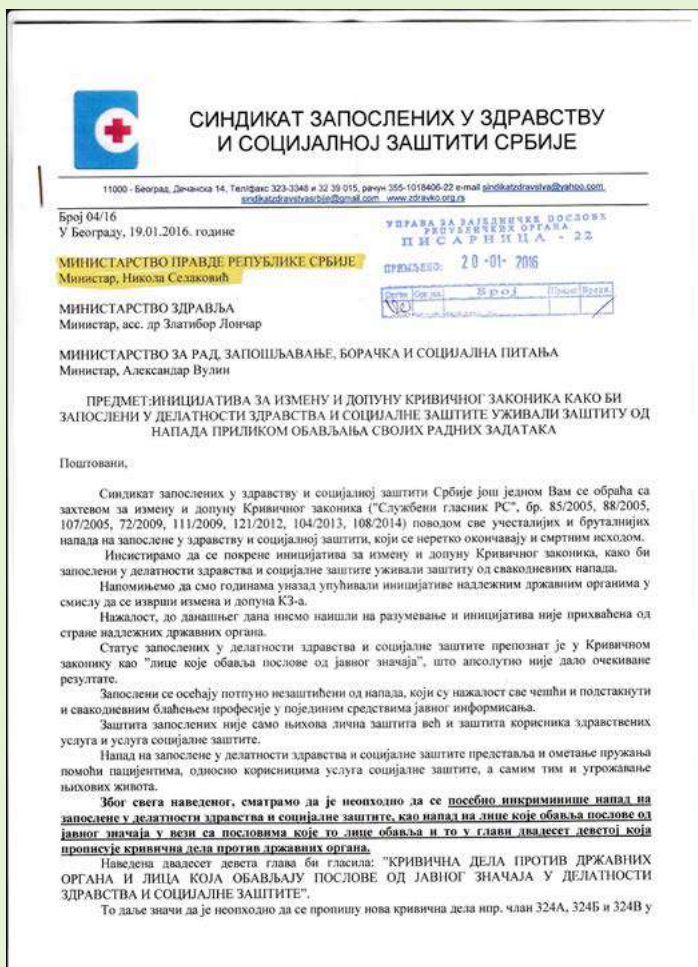 СИНДИКАТ ЗАПОСЛЕНИХ У ЗДРАВСТВУ
И СОЦИЈАЛНОЈ ЗАШТИТИ СРБИЈЕ
11000 - Београд, Дечанска 14, Тел/факс 323-3348 и 32 39 015, рачун 355-1018406-22 e-mail sindikatzdravstva@yahoo.com,
sindikatzdravstvasrbije@gmail.com www.zdravko.org.rs
Број 04/16
У Београду, 19.01.2016. године
УПРАВА ЗА ЗАЈЕДНИЧКЕ ПОСЛОВЕ
РЕПУБЛИЧКИХ ОРГАНА
ПИСАРНИЦА - 22
ПРИМЉЕНО: 20 -01- 2016
Број
МИНИСТАРСТВО ПРАВДЕ РЕПУБЛИКЕ СРБИЈЕ
Министар, Никола Селаковић
МИНИСТАРСТВО ЗДРАВЉА
Министар, асс. др Златибор Лончар
МИНИСТАРСТВО ЗА РАД, ЗАПОШЉАВАЊЕ, БОРАЧКА И СОЦИЈАЛНА ПИТАЊА
Министар, Александар Вулин
ПРЕДМЕТ:ИНИЦИЈАТИВА ЗА ИЗМЕНУ И ДОПУНУ КРИВИЧНОГ ЗАКОНИКА КАКО БИ
ЗАПОСЛЕНИ У ДЕЛАТНОСТИ ЗДРАВСТВА И СОЦИЈАЛНЕ ЗАШТИТЕ УЖИВАЛИ ЗАШТИТУ ОД
НАПАДА ПРИЛИКОМ ОБАВЉАЊА СВОЈИХ РАДНИХ ЗАДАТАКА
Поштовани,
Синдикат запослених у здравству и социјалној заштити Србије још једном Вам се обраћа са
захтевом за измену и допуну Кривичног законика ("Службени гласник РС", бр. 85/2005, 88/2005,
107/2005, 72/2009, 111/2009, 121/2012, 104/2013, 108/2014) поводом све учесталијих и бруталнијих
напада на запослене у здравству и социјалној заштити, који се неретко окончавају и смртним исходом.
Инсистирамо да се покрене иницијатива за измену и допуну Кривичног законика, како би
запослени у делатности здравства и социјалне заштите уживали заштиту од свакодневних напада.
Напомињемо да смо годинама уназад упућивали иницијативе надлежним државним органима у
смислу да се изврши измена и допуна КЗ-а.
Нажалост, до данашњег дана нисмо наишли на разумевање и иницијатива није прихваћена од
стране надлежних државних органа.
Статус запослених у делатности здравства и социјалне заштите препознат је у Кривичном
законику као "лице које обавља послове од јавног значаја", што апсолутно није дало очекиване
резултате.
Запослени се осећају потпуно незаштићени од напада, који су нажалост све чешћи и подстакнути
и свакодневним блаћењем професије у појединим средствима јавног информисања.
Заштита запослених није само њихова лична заштита већ и заштита корисника здравствених
услуга и услуга социјалне заштите.
Напад на запослене у делатности здравства и социјалне заштите представља и ометање пружања
помоћи пацијентима, односно корисницима услуга социјалне заштите, а самим тим и угрожавање
њихових живота.
Због свега наведеног, сматрамо да је неопходно да се посебно инкриминише напад на
запослене у делатности здравства и социјалне заштите, као напад на лице које обавља послове од
јавног значаја у вези са пословима које то лице обавља и то у глави двадесет деветој која
прописује кривична дела против државних органа.
Наведена двадесет девета глава би гласила: "КРИВИЧНА ДЕЛА ПРОТИВ ДРЖАВНИХ
ОРГАНА И ЛИЦА КОЈА ОБАВЉАЈУ ПОСЛОВЕ ОД ЈАВНОГ ЗНАЧАЈА У ДЕЛАТНОСТИ
ЗДРАВСТВА И СОЦИЈАЛНЕ ЗАШТИТЕ".
То даље значи да је неопходно да се пропишу нова кривична дела нпр. члан 324А, 324Б и 324В у